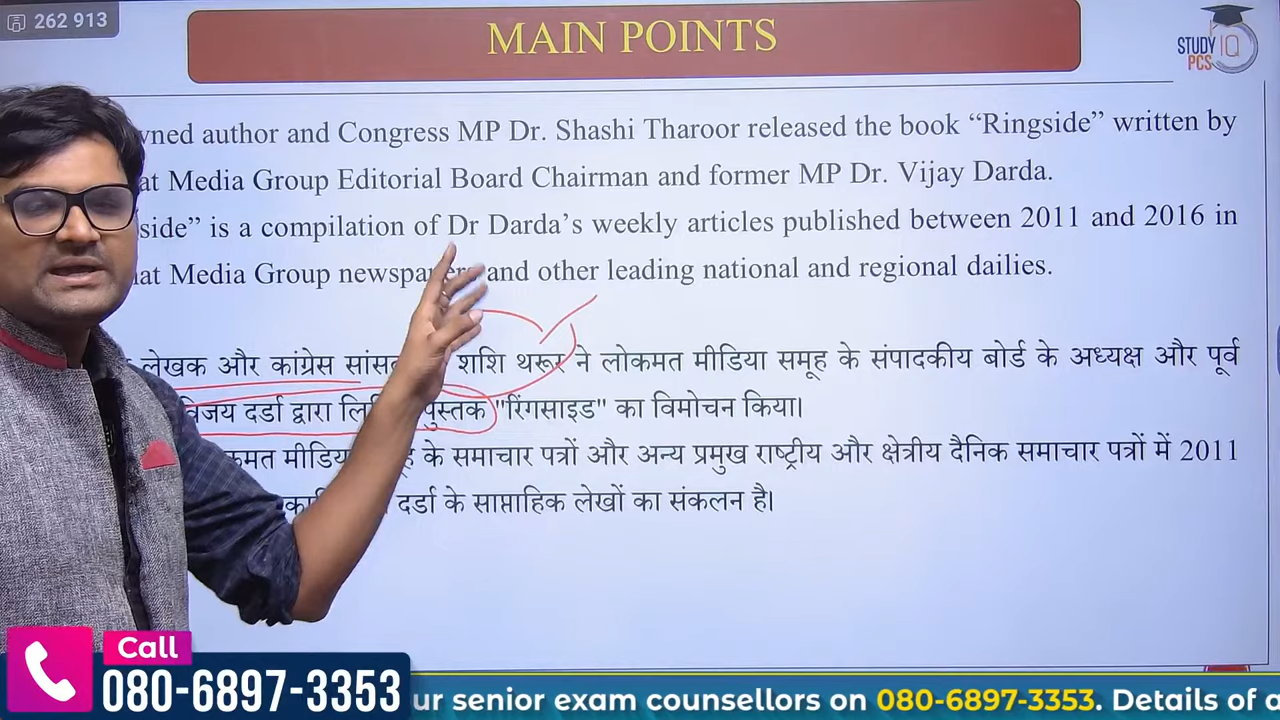 262 913
MAIN POINTS
STUDY IQ
PCS
wned author and Congress MP Dr. Shashi Tharoor released the book “Ringside” written by
at Media Group Editorial Board Chairman and former MP Dr. Vijay Darda.
side” is a compilation of Dr Darda’s weekly articles published between 2011 and 2016 in
at Media Group newspapers and other leading national and regional dailies.
लेखक और कांग्रेस सांसद शशि थरूर ने लोकमत मीडिया समूह के संपादकीय बोर्ड के अध्यक्ष और पूर्व
विजय दर्डा द्वारा पुस्तक "रिंगसाइड" का विमोचन किया।
कमत मीडिया के समाचार पत्रों और अन्य प्रमुख राष्ट्रीय और क्षेत्रीय दैनिक समाचार पत्रों में 2011
दर्डा के साप्ताहिक लेखों का संकलन है।
Call
080-6897-3353
ur senior exam counsellors on 080-6897-3353. Details of a